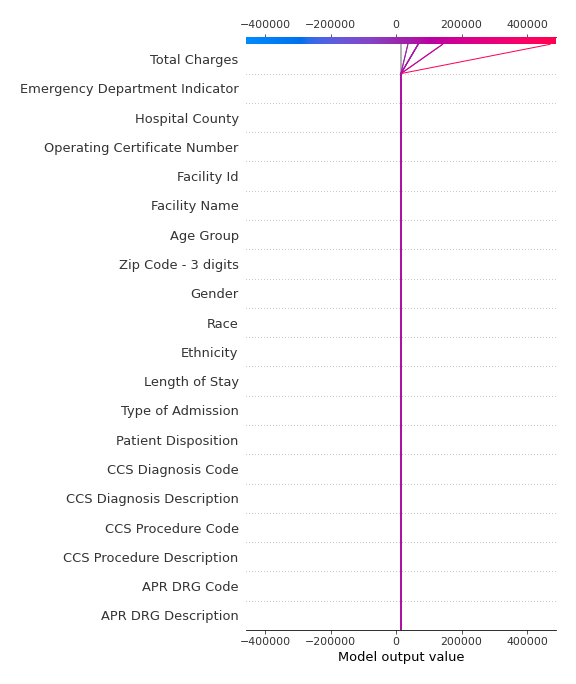 −400000 −200000 0 200000 400000
Total Charges
Emergency Department Indicator
Hospital County
Operating Certificate Number
Facility Id
Facility Name
Age Group
Zip Code - 3 digits
Gender
Race
Ethnicity
Length of Stay
Type of Admission
Patient Disposition
CCS Diagnosis Code
CCS Diagnosis Description
CCS Procedure Code
CCS Procedure Description
APR DRG Code
APR DRG Description
−400000 −200000 0 200000 400000
Model output value